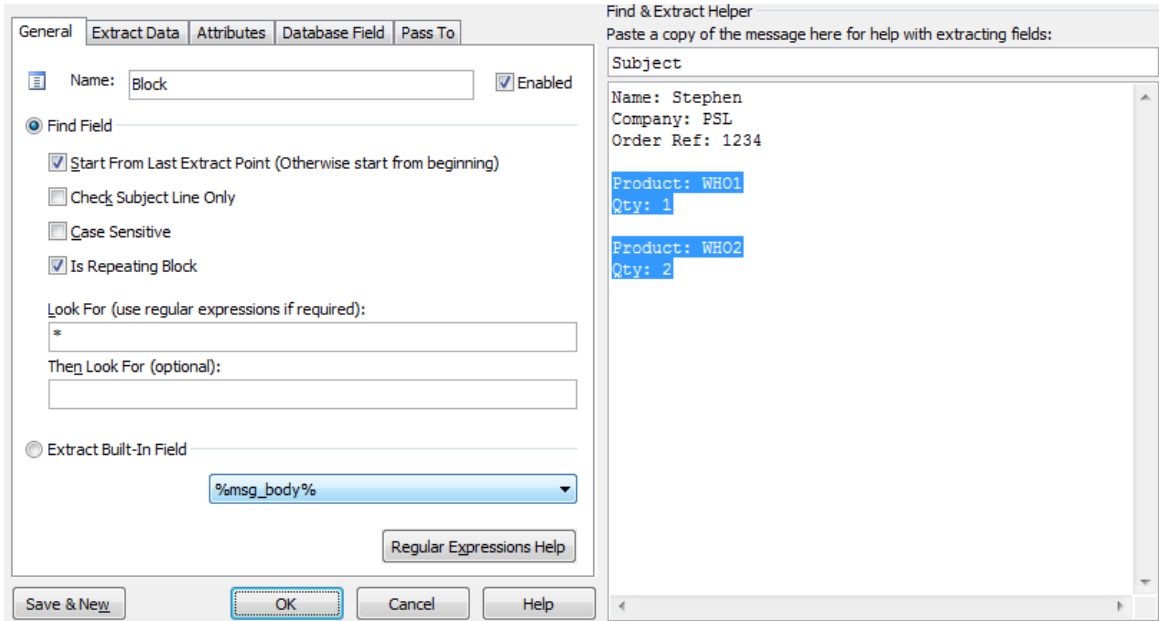 General Extract Data Attributes Database Field Pass To
Name: Block Enabled
Find Field
Start From Last Extract Point (Otherwise start from beginning)
Check Subject Line Only
Case Sensitive
Is Repeating Block
Look For (use regular expressions if required):
*
Then Look For (optional):
Extract Built-In Field
%msg_body%
Regular Expressions Help
Save & New OK Cancel Help
Find & Extract Helper
Paste a copy of the message here for help with extracting fields:
Subject
Name: Stephen
Company: PSL
Order Ref: 1234
Product: WHO1
Qty: 1
Product: WHO2
Qty: 2